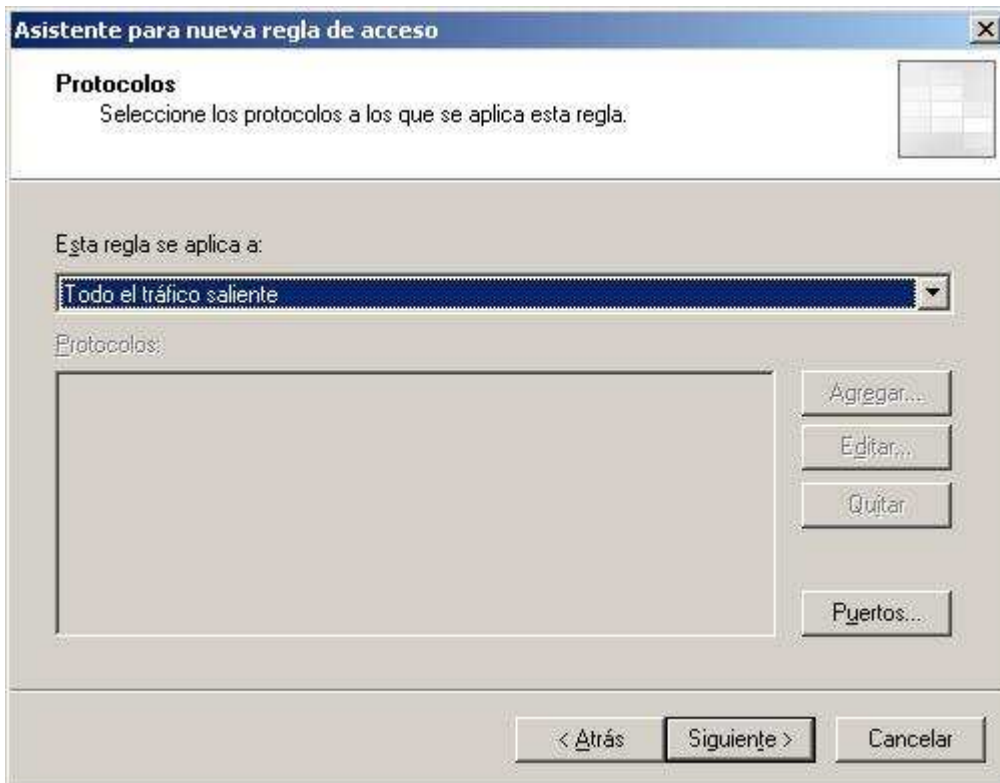 Asistente para nueva regla de acceso
Protocolos
Seleccione los protocolos a los que se aplica esta regla.
Esta regla se aplica a:
Todo el tráfico saliente
Protocolos:
Agregar...
Editar...
Quitar
Puertos...
< Atrás
Siguiente >
Cancelar